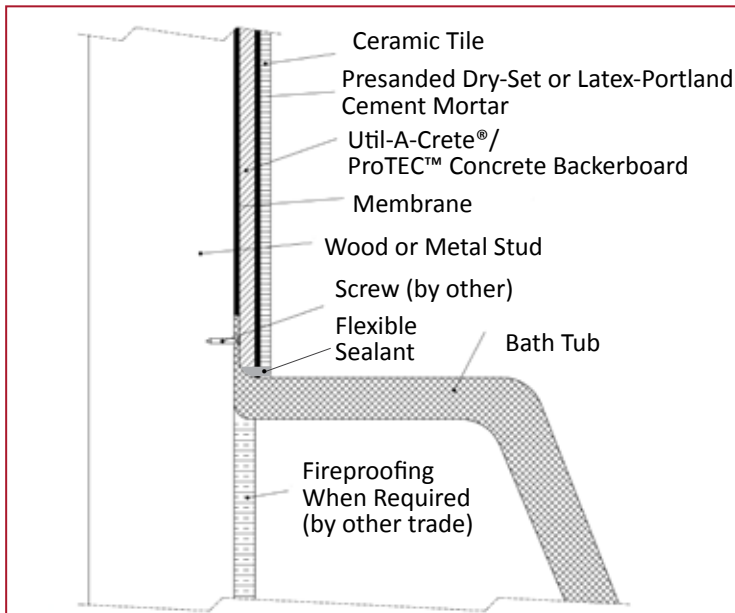 Ceramic Tile
Presanded Dry-Set or Latex-Portland
Cement Mortar
Util-A-Crete®/
ProTEC™ Concrete Backerboard
Membrane
Wood or Metal Stud
Screw (by other)
Flexible
Sealant
Bath Tub
Fireproofing
When Required
(by other trade)